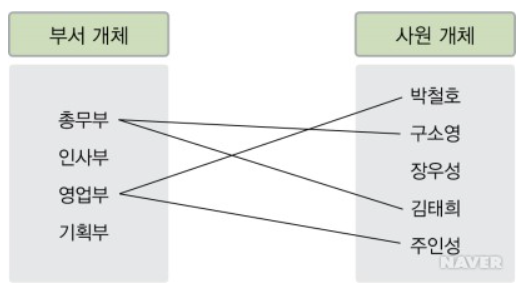 부서 개체
사원 개체
총무부
인사부
영업부
기획부
박철호
구소영
장우성
김태희
주인성
NAVER